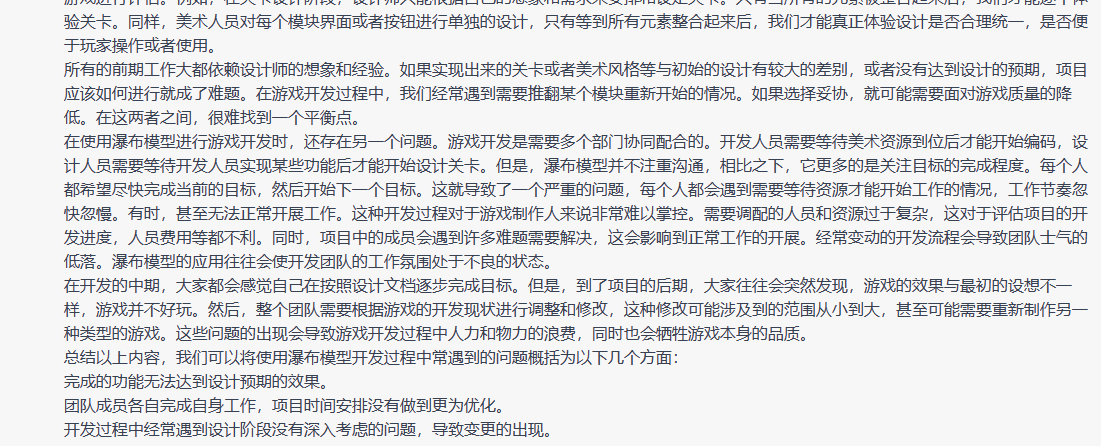 验关卡。同样，美术人员对每个模块界面或者按钮进行单独的设计，只有等到所有元素整合起来后，我们才能真正体验设计是否合理统一，是否便
于玩家操作或者使用。
所有的前期工作大都依赖设计师的想象和经验。如果实现出来的关卡或者美术风格等与初始的设计有较大的差别，或者没有达到设计的预期，项目
应该如何进行就成了难题。在游戏开发过程中，我们经常遇到需要推翻某个模块重新开始的情况。如果选择妥协，就可能需要面对游戏质量的降
低。在这两者之间，很难找到一个平衡点。
在使用瀑布模型进行游戏开发时，还存在另一个问题。游戏开发是需要多个部门协同配合的。开发人员需要等待美术资源到位后才能开始编码，设
计人员需要等待开发人员实现某些功能后才能开始设计关卡。但是，瀑布模型并不注重沟通，相比之下，它更多的是关注目标的完成程度。每个人
都希望尽快完成当前的目标，然后开始下一个目标。这就导致了一个严重的问题，每个人都会遇到需要等待资源才能开始工作的情况，工作节奏忽
快忽慢。有时，甚至无法正常开展工作。这种开发过程对于游戏制作人来说非常难以掌控。需要调配的人员和资源过于复杂，这对于评估项目的开
发进度，人员费用等都不利。同时，项目中的成员会遇到许多难题需要解决，这会影响到正常工作的开展。经常变动的开发流程会导致团队士气的
低落。瀑布模型的应用往往会使开发团队的工作氛围处于不良的状态。
在开发的中期，大家都会感觉自己在按照设计文档逐步完成目标。但是，到了项目的后期，大家往往会突然发现，游戏的效果与最初的设想不一
样，游戏并不好玩。然后，整个团队需要根据游戏的开发现状进行调整和修改，这种修改可能涉及到的范围从小到大，甚至可能需要重新制作另一
种类型的游戏。这些问题的出现会导致游戏开发过程中人力和物力的浪费，同时也会牺牲游戏本身的品质。
总结以上内容，我们可以将使用瀑布模型开发过程中常遇到的问题概括为以下几个方面：
完成的功能无法达到设计预期的效果。
团队成员各自完成自身工作，项目时间安排没有做到更为优化。
开发过程中经常遇到设计阶段没有深入考虑的问题，导致变更的出现。